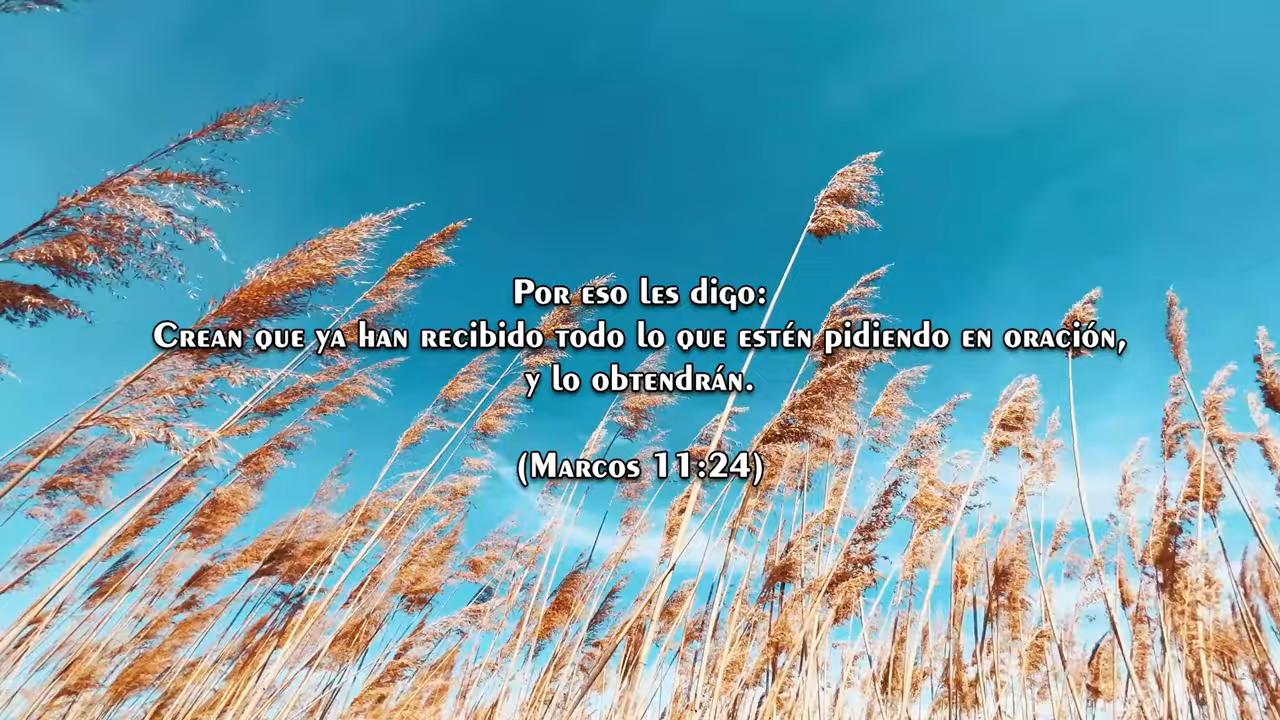 Por eso les digo:
Crean que ya han recibido todo lo que estén pidiendo en oración,
y lo obtendrán.
(Marcos 11:24)